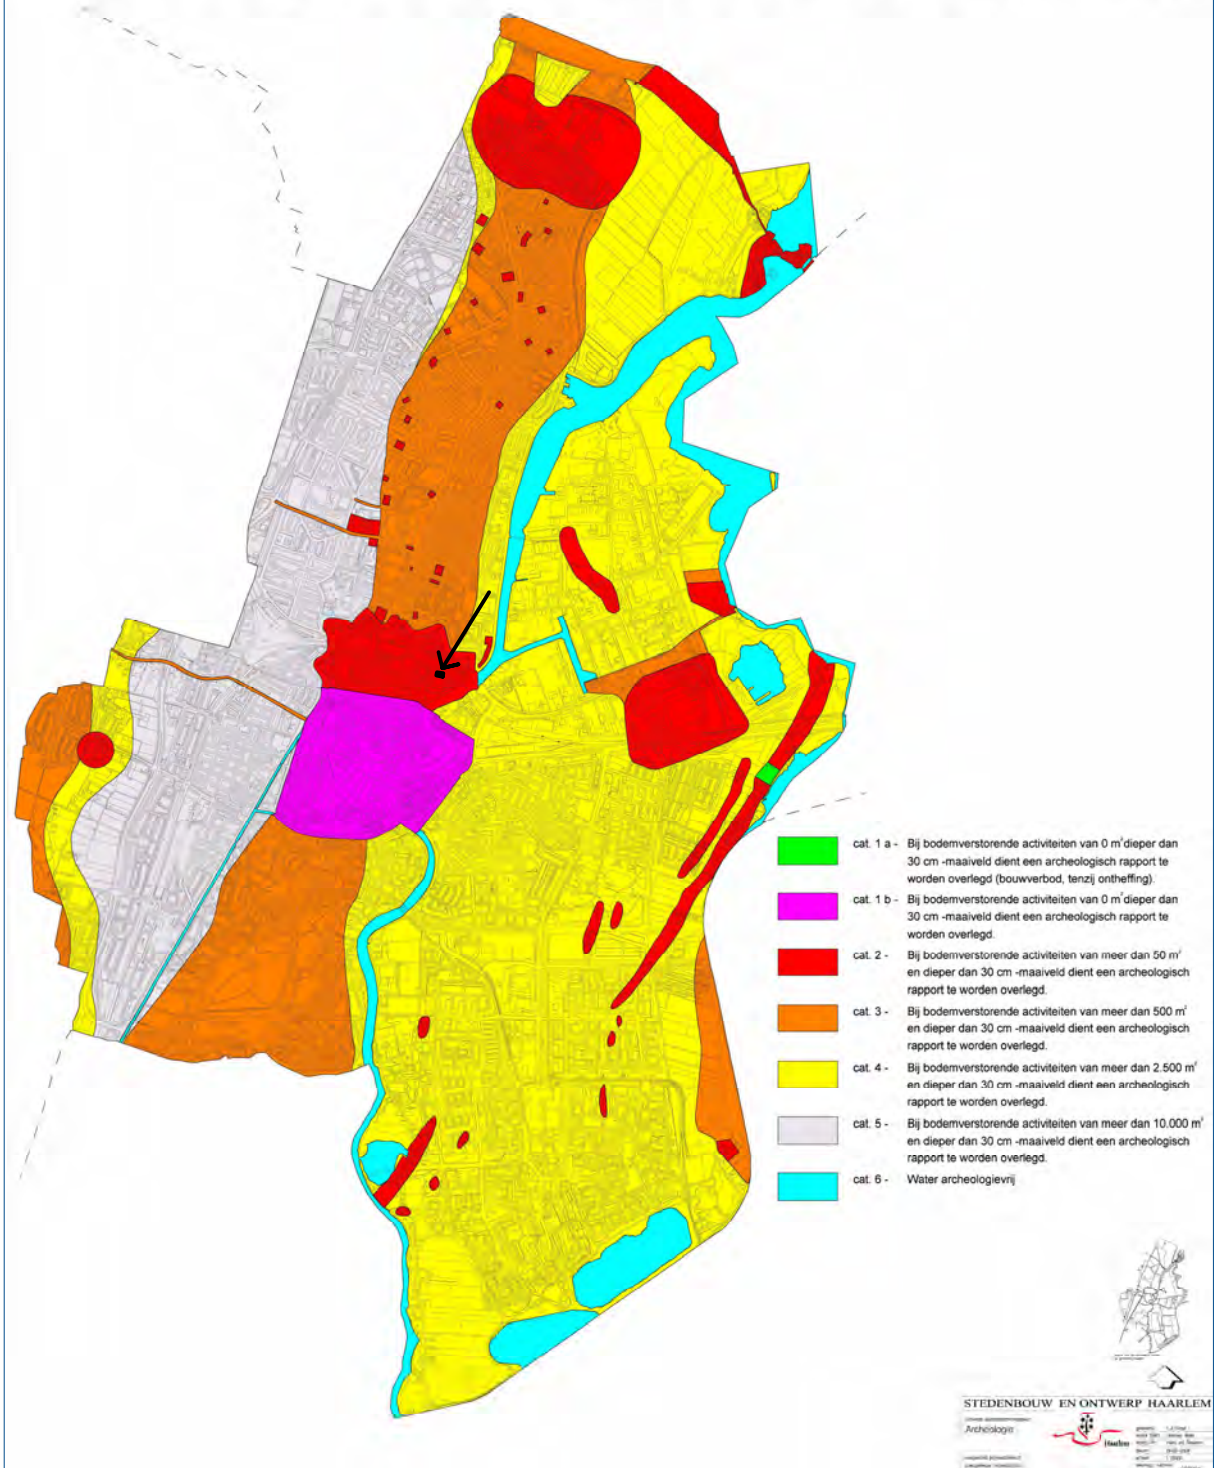 cat. 1 a - Bij bodemverstorende activiteiten van 0 m² dieper dan
30 cm -maaiveld dient een archeologisch rapport te
worden overlegd (bouwverbod, tenzij ontheffing).
cat. 1 b - Bij bodemverstorende activiteiten van 0 m² dieper dan
30 cm -maaiveld dient een archeologisch rapport te
worden overlegd.
cat. 2 - Bij bodemverstorende activiteiten van meer dan 50 m²
en dieper dan 30 cm -maaiveld dient een archeologisch
rapport te worden overlegd.
cat. 3 - Bij bodemverstorende activiteiten van meer dan 500 m²
en dieper dan 30 cm -maaiveld dient een archeologisch
rapport te worden overlegd.
cat. 4 - Bij bodemverstorende activiteiten van meer dan 2.500 m²
en dieper dan 30 cm -maaiveld dient een archeologisch
rapport te worden overlegd.
cat. 5 - Bij bodemverstorende activiteiten van meer dan 10.000 m²
en dieper dan 30 cm -maaiveld dient een archeologisch
rapport te worden overlegd.
cat. 6 - Water archeologievrij
STEDENBOUW EN ONTWERP HAARLEM
Archeologie
Haarlem